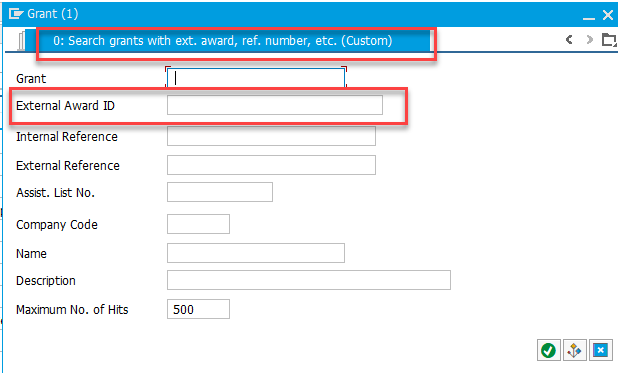 Grant (1)
0: Search grants with ext. award, ref. number, etc. (Custom)
Grant
External Award ID
Internal Reference
External Reference
Assist. List No.
Company Code
Name
Description
Maximum No. of Hits 500